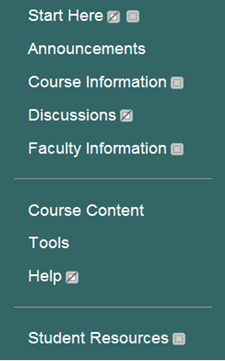 Start Here
Announcements
Course Information
Discussions
Faculty Information
Course Content
Tools
Help
Student Resources